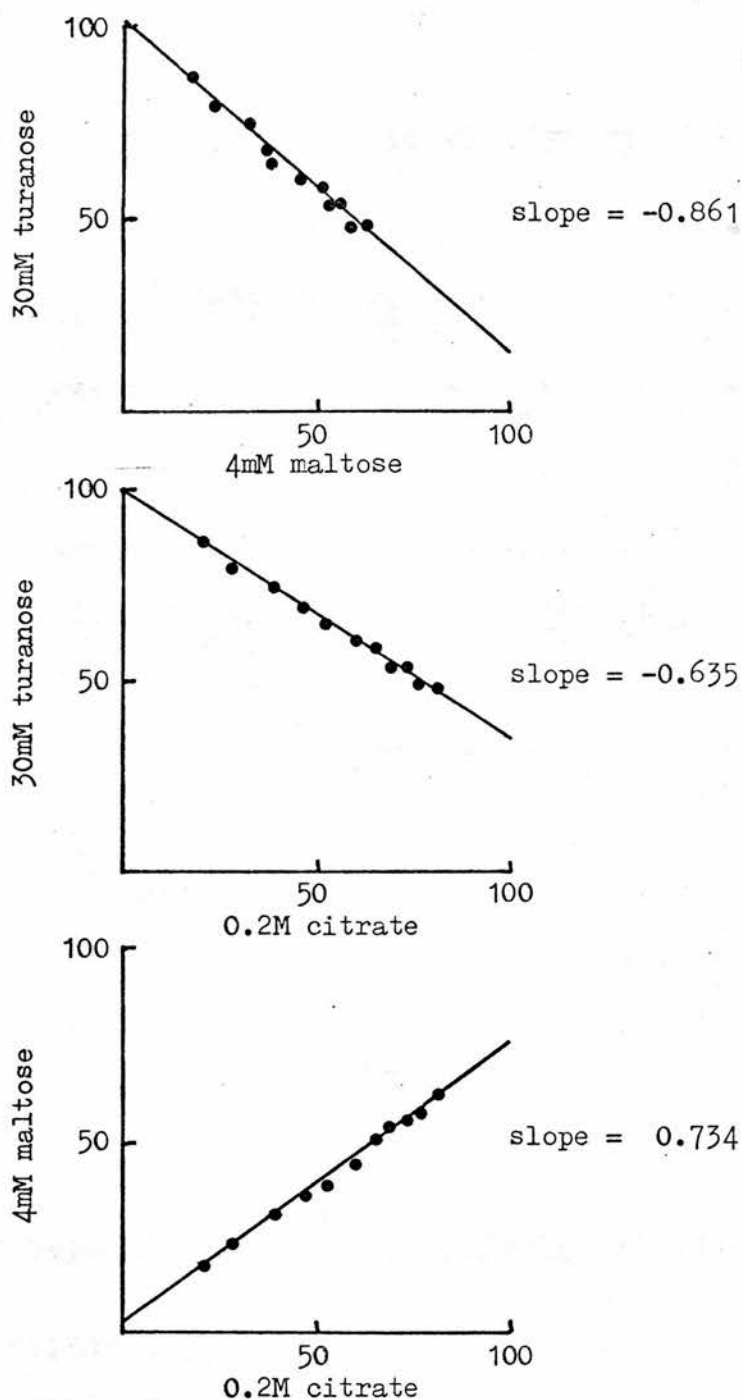 100
30mM turanose
50
slope = -0.861
50
100
4mM maltose
100
30mM turanose
50
slope = -0.635
50
100
0.2M citrate
100
4mM maltose
50
slope = 0.734
50
100
0.2M citrate